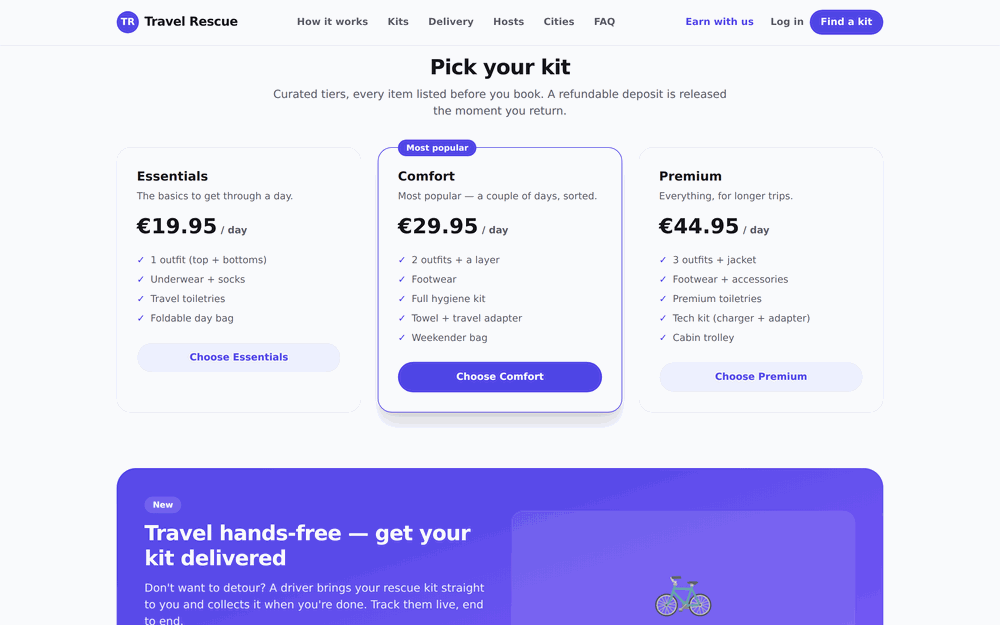 TR Travel Rescue How it works Kits Delivery Hosts Cities FAQ Earn with us Log in Find a kit
Pick your kit
Curated tiers, every item listed before you book. A refundable deposit is released
the moment you return.
Essentials
The basics to get through a day.
€19.95 / day
✓ 1 outfit (top + bottoms)
✓ Underwear + socks
✓ Travel toiletries
✓ Foldable day bag
Choose Essentials
Most popular
Comfort
Most popular — a couple of days, sorted.
€29.95 / day
✓ 2 outfits + a layer
✓ Footwear
✓ Full hygiene kit
✓ Towel + travel adapter
✓ Weekender bag
Choose Comfort
Premium
Everything, for longer trips.
€44.95 / day
✓ 3 outfits + jacket
✓ Footwear + accessories
✓ Premium toiletries
✓ Tech kit (charger + adapter)
✓ Cabin trolley
Choose Premium
New
Travel hands-free — get your
kit delivered
Don't want to detour? A driver brings your rescue kit straight
to you and collects it when you're done. Track them live, end
to end.